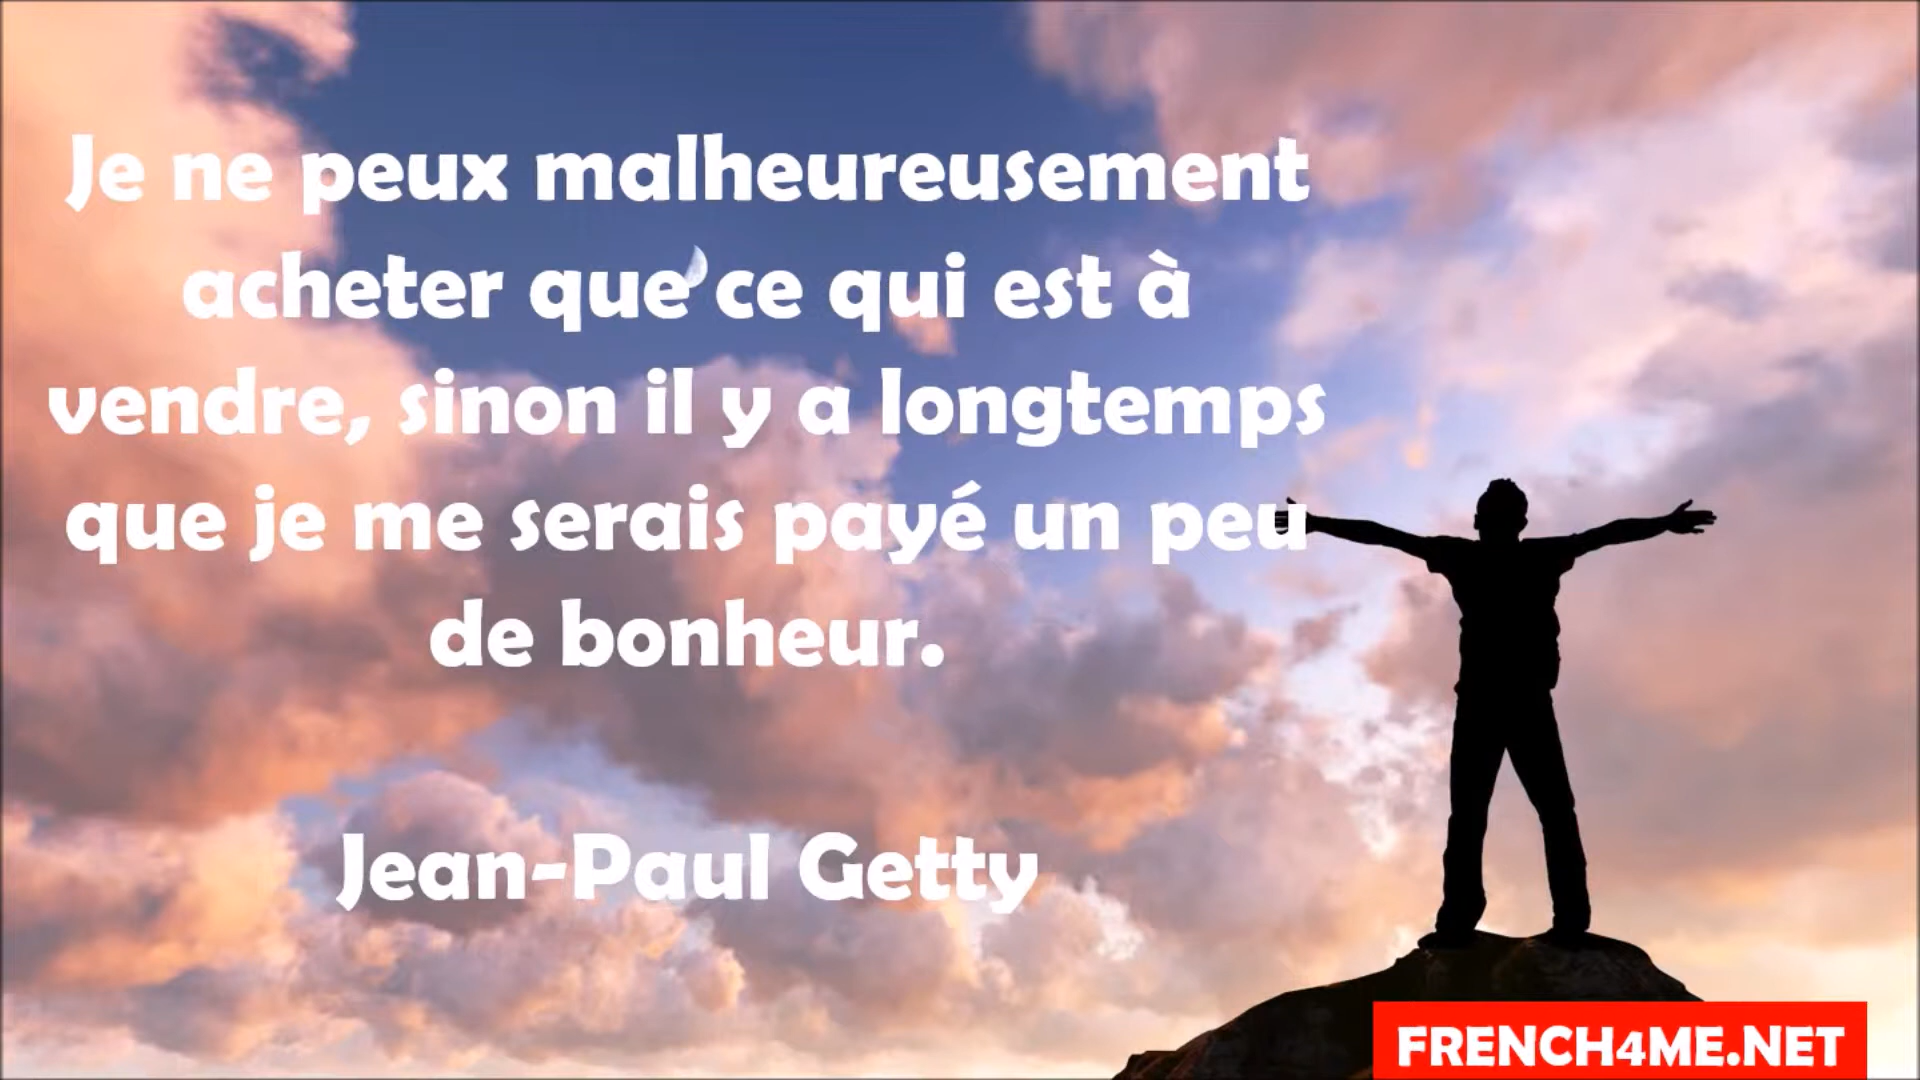 Je ne peux malheureusement
acheter que ce qui est à
vendre, sinon il y a longtemps
que je me serais payé un peu
de bonheur.
Jean-Paul Getty
FRENCH4ME.NET